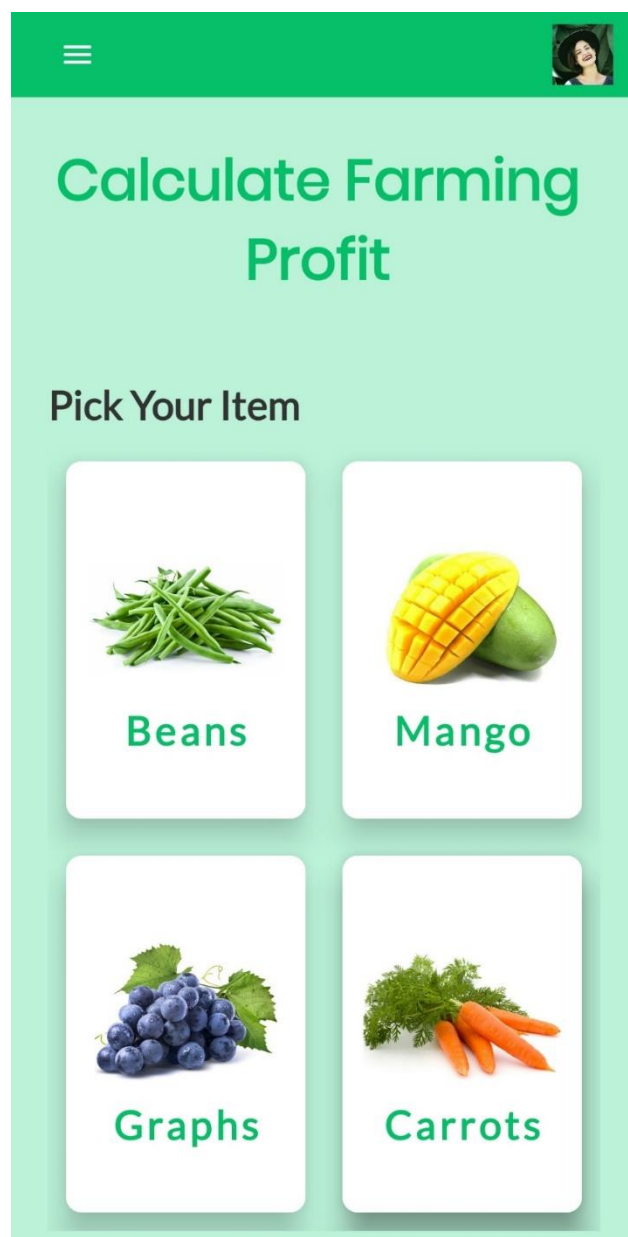 Calculate Farming
Profit
Pick Your Item
Beans
Mango
Graphs
Carrots